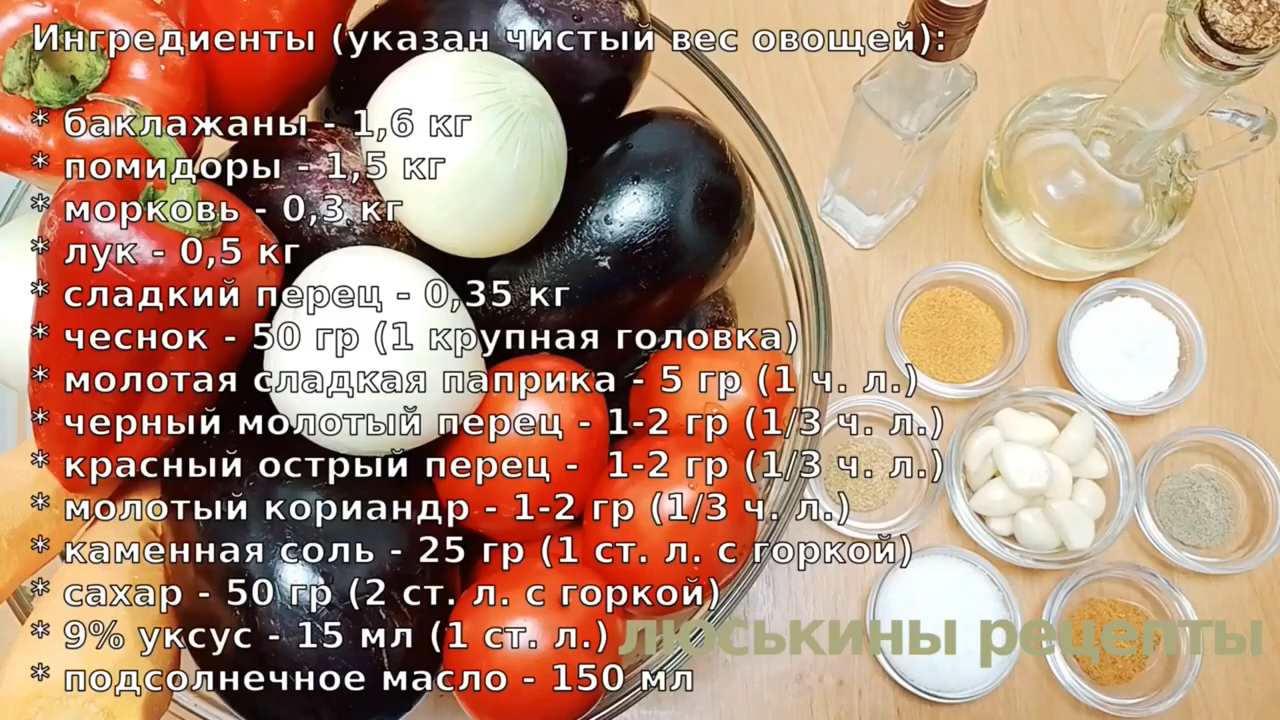 Ингредиенты (указан чистый вес овощей):
* баклажаны - 1,6 кг
* помидоры - 1,5 кг
* морковь - 0,3 кг
* лук - 0,5 кг
* сладкий перец - 0,35 кг
* чеснок - 50 гр (1 крупная головка)
* молотая сладкая паприка - 5 гр (1 ч. л.)
* черный молотый перец - 1-2 гр (1/3 ч. л.)
* красный острый перец -  1-2 гр (1/3 ч. л.)
* молотый кориандр - 1-2 гр (1/3 ч. л.)
* каменная соль - 25 гр (1 ст. л. с горкой)
* сахар - 50 гр (2 ст. л. с горкой)
* 9% уксус - 15 мл (1 ст. л.)
люськины рецепты
* подсолнечное масло - 150 мл